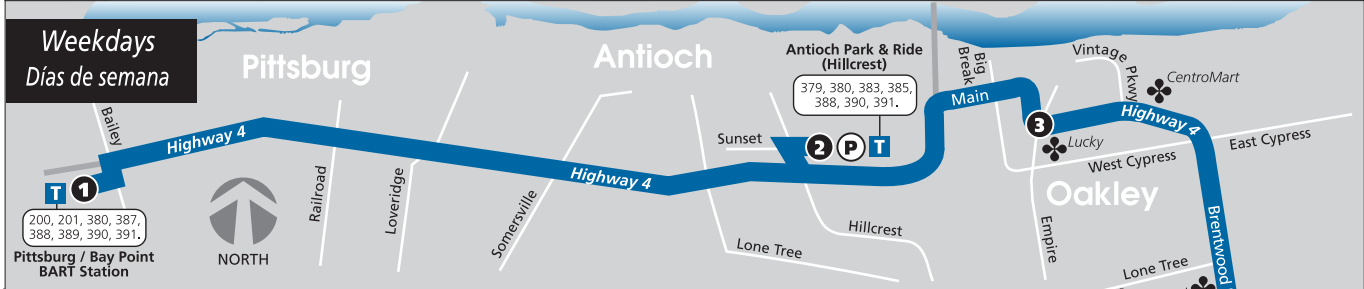 Weekdays
Días de semana
Pittsburg
Antioch
Antioch Park & Ride
(Hillcrest)
379, 380, 383, 385,
388, 390, 391.
Big
Break
Vintage
Pkwy
CentroMart
Bailey
Highway 4
Main
Highway 4
Sunset
2
P
T
3
Lucky
East Cypress
West Cypress
Highway 4
T
1
200, 201, 380, 387,
388, 389, 390, 391.
Pittsburg / Bay Point
BART Station
NORTH
Railroad
Loveridge
Somersville
Lone Tree
Hillcrest
Oakley
Empire
Brentwood
Lone Tree